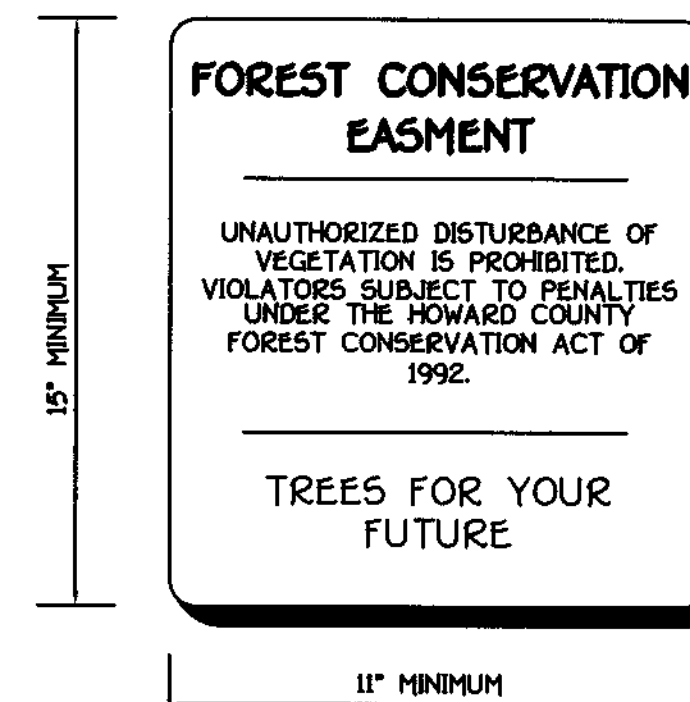 FOREST CONSERVATION
EASMENT
UNAUTHORIZED DISTURBANCE OF
VEGETATION IS PROHIBITED.
VIOLATORS SUBJECT TO PENALTIES
UNDER THE HOWARD COUNTY
FOREST CONSERVATION ACT OF
1992.
TREES FOR YOUR
FUTURE
15" MINIMUM
11" MINIMUM